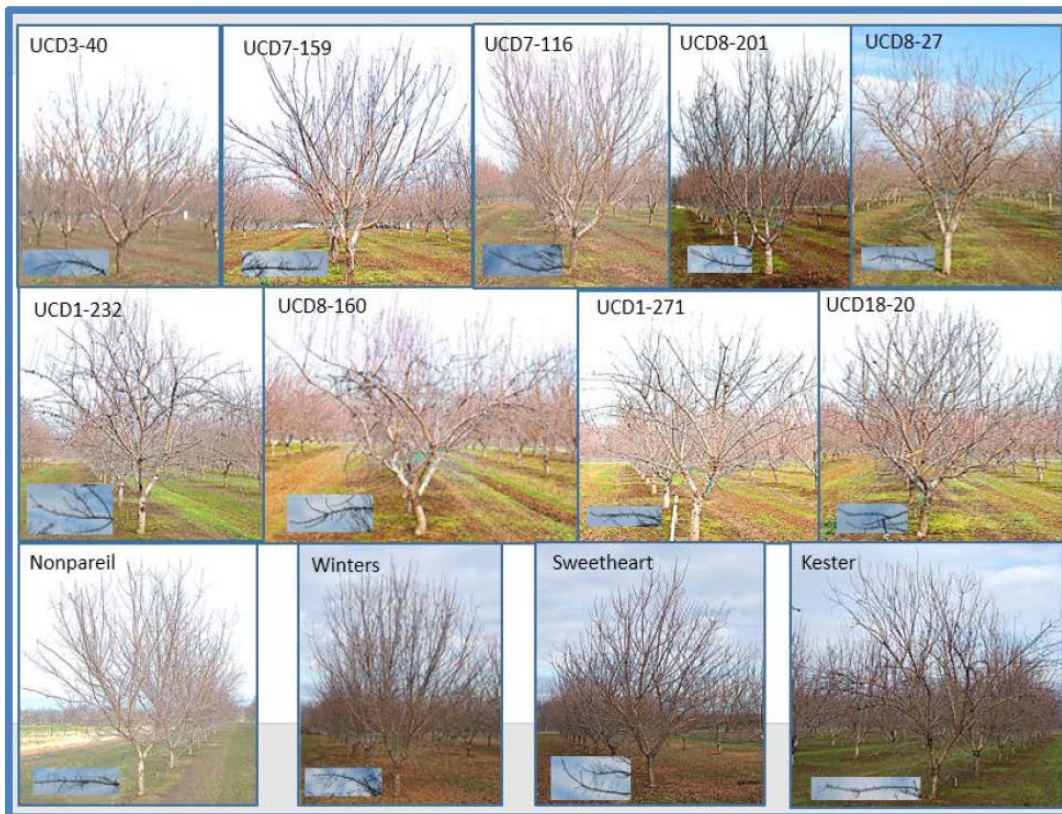 UCD3-40
UCD7-159
UCD7-116
UCD8-201
UCD8-27
UCD1-232
UCD8-160
UCD1-271
UCD18-20
Nonpareil
Winters
Sweetheart
Kester